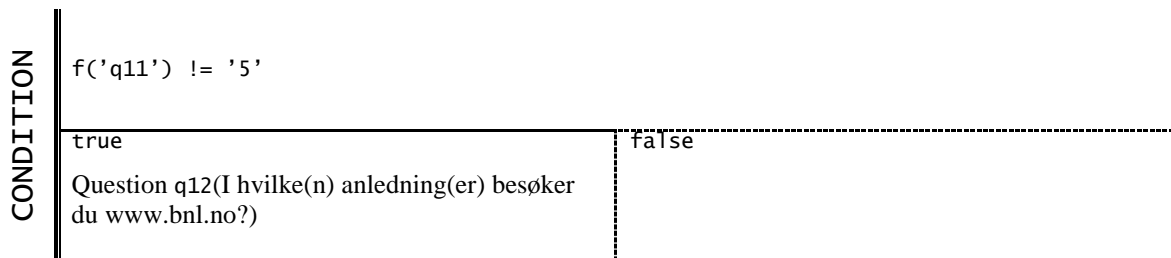 CONDITION
f(’q11’) != ’5’
true
false
Question q12(I hvilke(n) anledning(er) besøker
du www.bnl.no?)